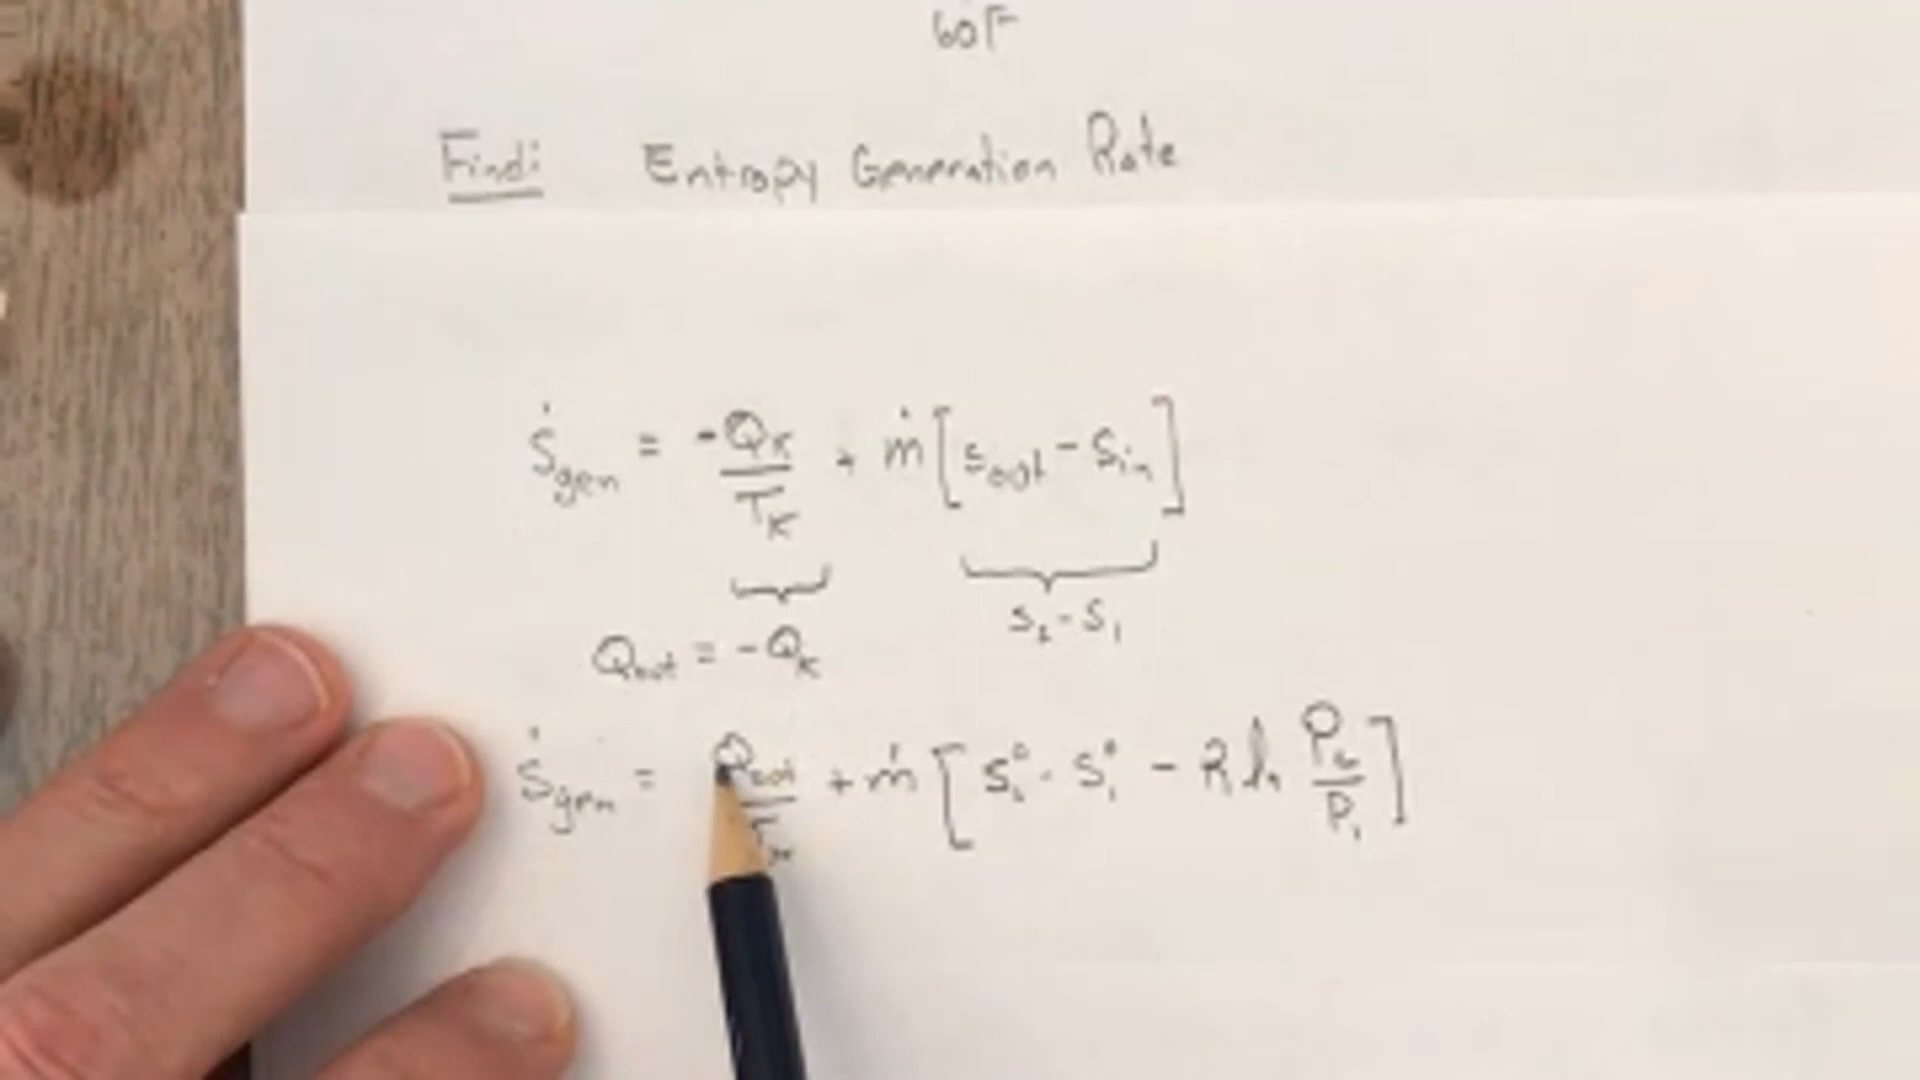 60F
Find: Entropy Generation Rate
Ṡgen = -QK/TK + ṁ[sout - sin]
s2 - s1
Qout = -QK
Ṡgen = Qout/TK + ṁ[s2° - s1° - R ln P2/P1]